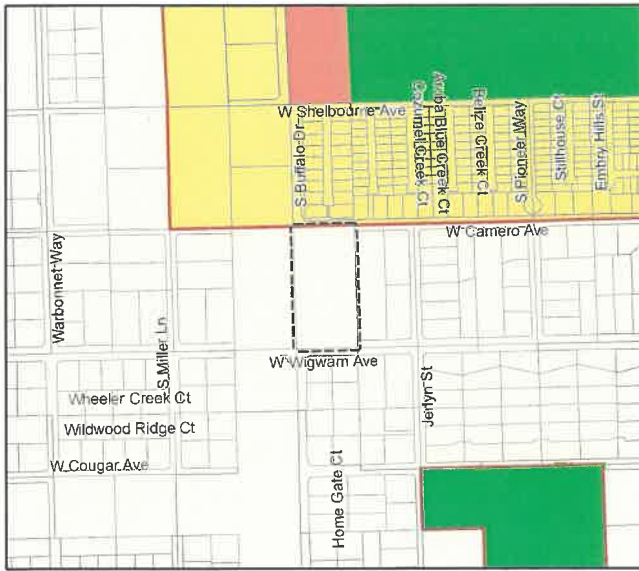 W Shelbourne Ave
S Buffalo Dr
Cozumel Creek Ct
Aruba Blue Creek Ct
Belize Creek Ct
S Pioneer Way
Stillhouse Ct
Embry Hills St
W Camero Ave
Warbonnet Way
S Miller Ln
W Wigwam Ave
Wheeler Creek Ct
Wildwood Ridge Ct
W Cougar Ave
Jerlyn St
Home Gate Ct